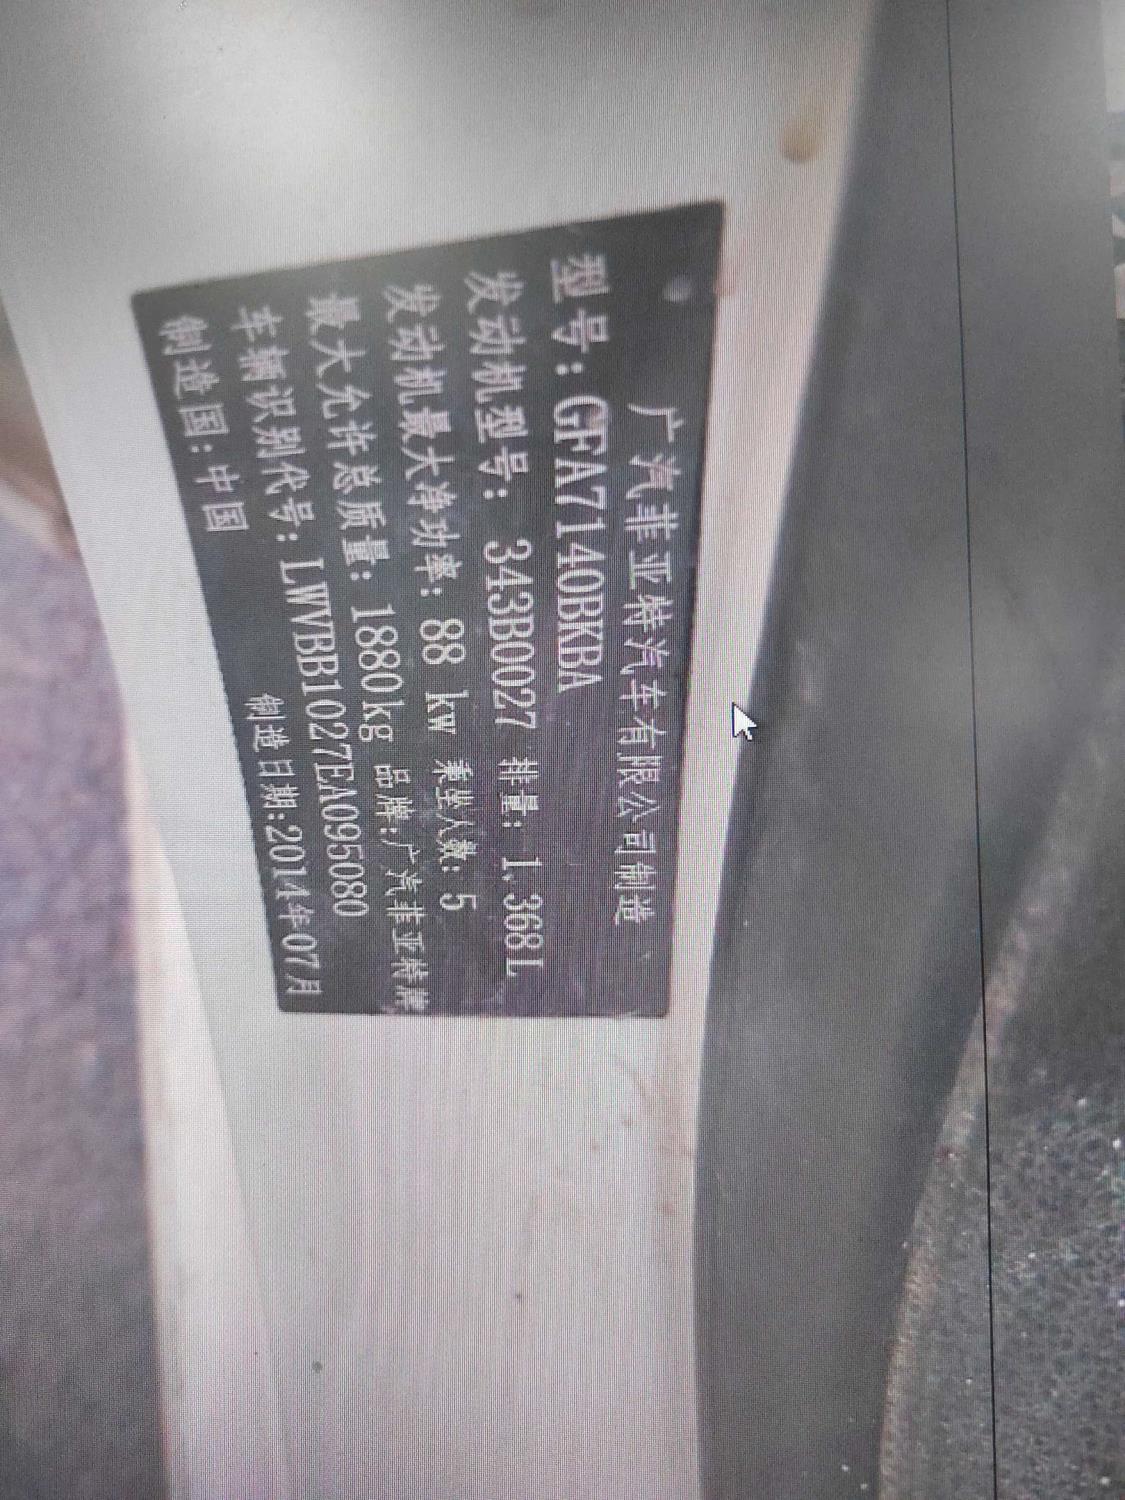 广汽菲亚特汽车有限公司制造
型号：GFA7140BKBA
发动机型号：343B0027 排量：1.368L
发动机最大净功率：88 kw 乘坐人数：5
最大允许总质量：1880kg 品牌：广汽菲亚特牌
车辆识别代号：LWVBB1027EA095080
制造国：中国 制造日期：2014年07月